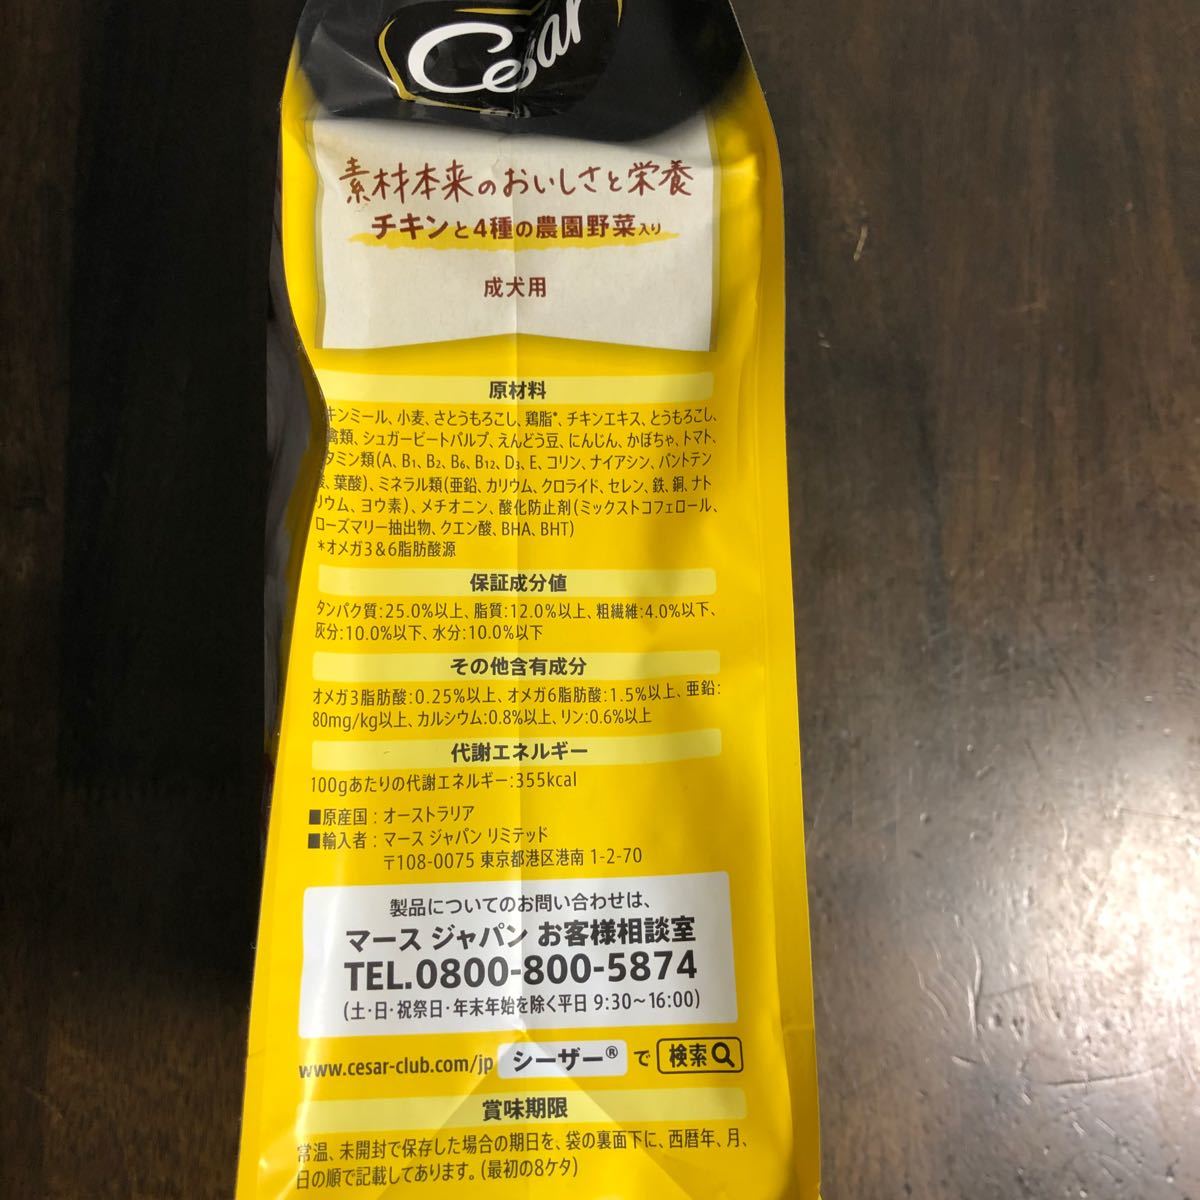 Cesar
素材本来のおいしさと栄養
チキンと4種の農園野菜入り
成犬用
原材料
キンミール、小麦、さとうもろこし、鶏脂*、チキンエキス、とうもろこし、
禽類、シュガービートパルプ、えんどう豆、にんじん、かぼちゃ、トマト、
タミン類(A、B1、B2、B6、B12、D3、E、コリン、ナイアシン、パントテン
酸、葉酸)、ミネラル類(亜鉛、カリウム、クロライド、セレン、鉄、銅、ナト
リウム、ヨウ素)、メチオニン、酸化防止剤(ミックストコフェロール、
ローズマリー抽出物、クエン酸、BHA、BHT)
*オメガ3&6脂肪酸源
保証成分値
タンパク質:25.0%以上、脂質:12.0%以上、粗繊維:4.0%以下、
灰分:10.0%以下、水分:10.0%以下
その他含有成分
オメガ3脂肪酸:0.25%以上、オメガ6脂肪酸:1.5%以上、亜鉛:
80mg/kg以上、カルシウム:0.8%以上、リン:0.6%以上
代謝エネルギー
100gあたりの代謝エネルギー:355kcal
■原産国:オーストラリア
■輸入者:マース ジャパン リミテッド
〒108-0075 東京都港区港南 1-2-70
製品についてのお問い合わせは、
マース ジャパン お客様相談室
TEL.0800-800-5874
(土・日・祝祭日・年末年始を除く平日 9:30〜16:00)
www.cesar-club.com/jp シーザー® で 検索
賞味期限
常温、未開封で保存した場合の期日を、袋の裏面下に、西暦年、月、
日の順で記載してあります。(最初の8ケタ)